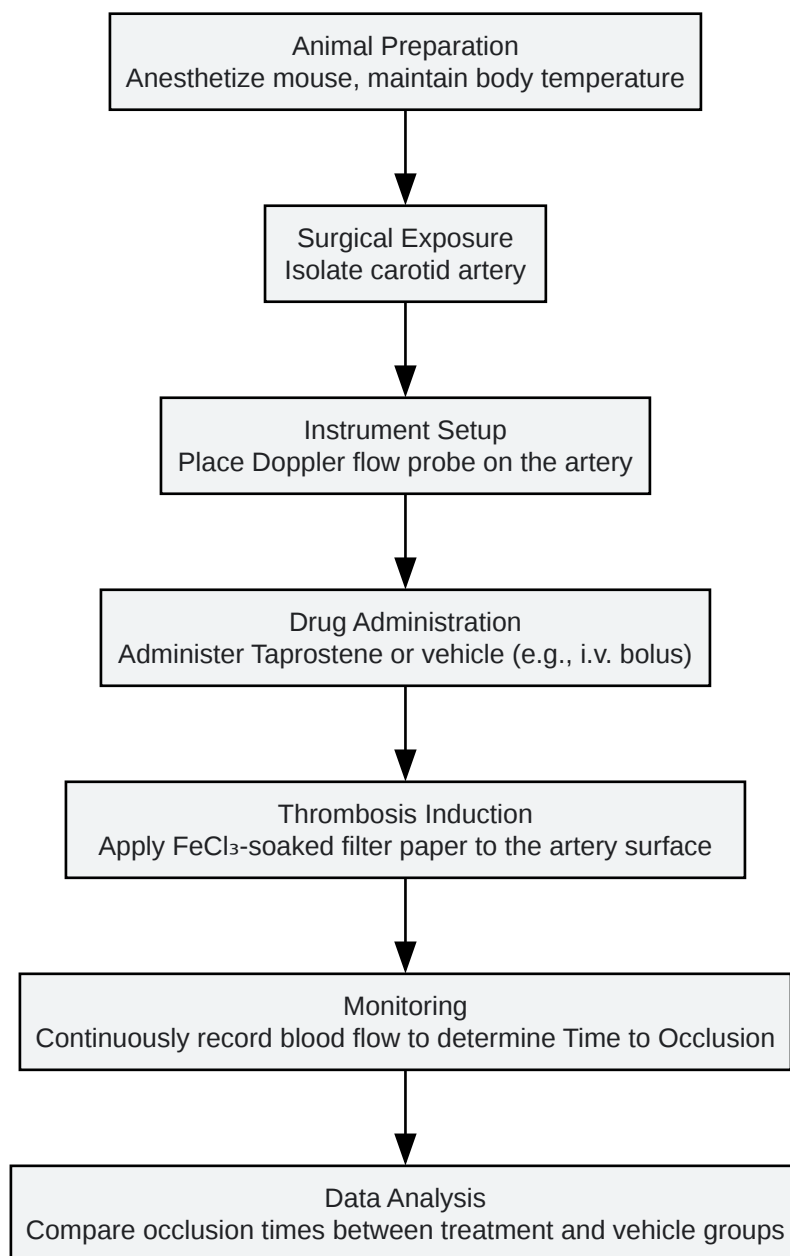 Animal Preparation
Anesthetize mouse, maintain body temperature
Surgical Exposure
Isolate carotid artery
Instrument Setup
Place Doppler flow probe on the artery
Drug Administration
Administer Taprostene or vehicle (e.g., i.v. bolus)
Thrombosis Induction
Apply FeCl₃-soaked filter paper to the artery surface
Monitoring
Continuously record blood flow to determine Time to Occlusion
Data Analysis
Compare occlusion times between treatment and vehicle groups